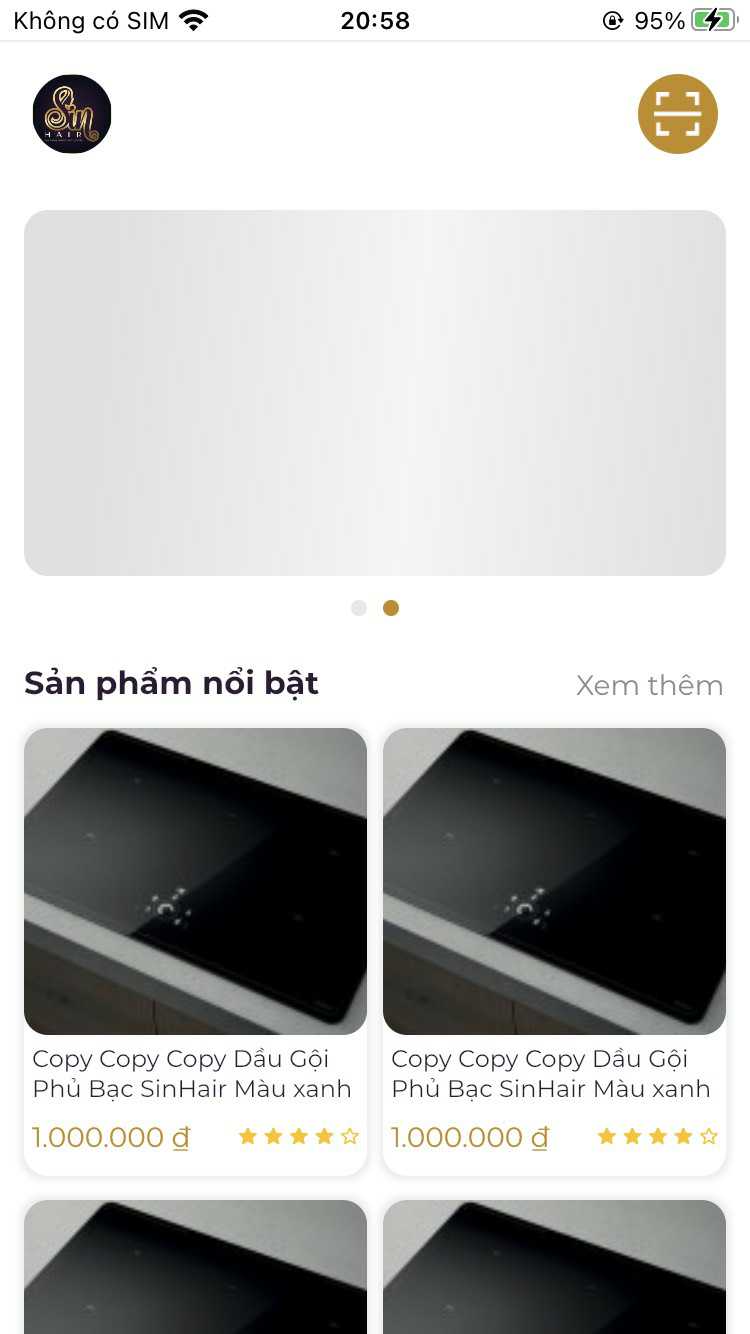 Không có SIM
20:58
95%
Sin
HAIR
Sản phẩm nổi bật
Xem thêm
Copy Copy Copy Dầu Gội
Phủ Bạc SinHair Màu xanh
1.000.000 ₫
Copy Copy Copy Dầu Gội
Phủ Bạc SinHair Màu xanh
1.000.000 ₫